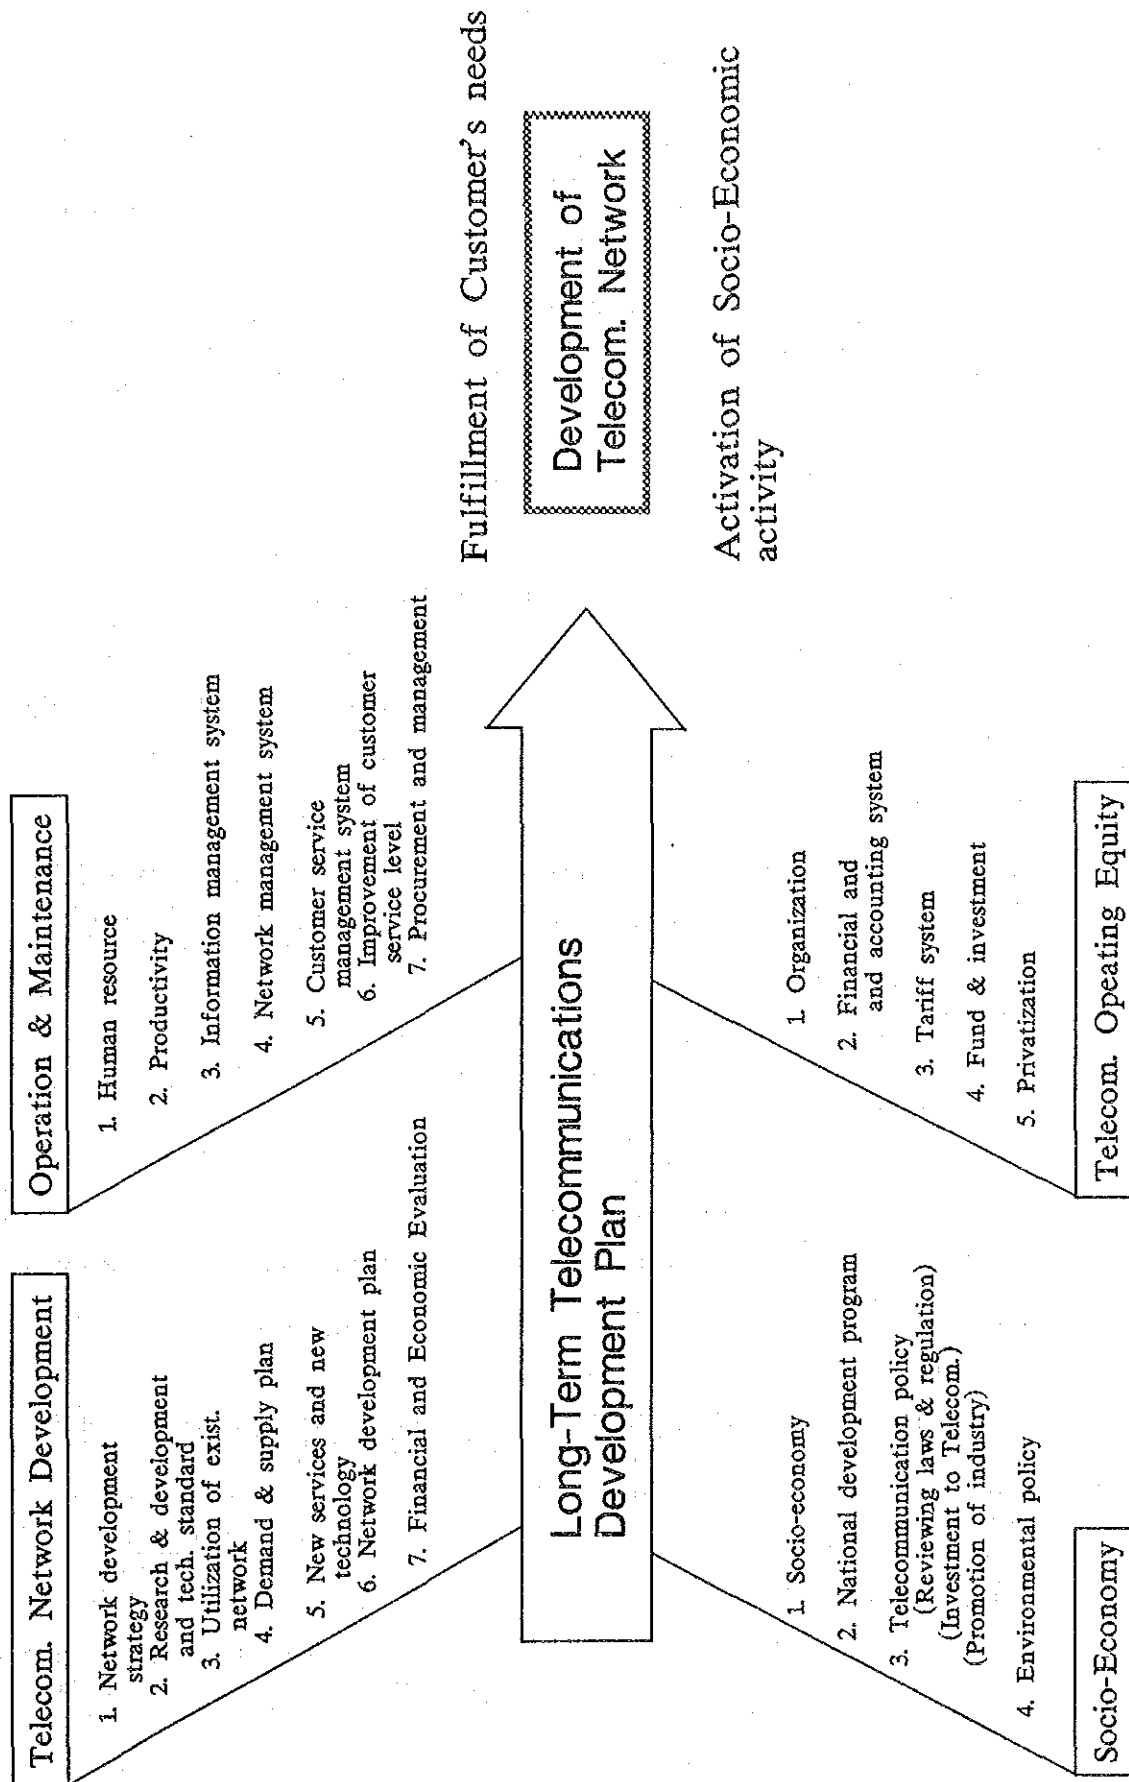 Telecom. Network Development
1. Network development
strategy
2. Research & development
and tech. standard
3. Utilization of exist.
network
4. Demand & supply plan
5. New services and new
technology
6. Network development plan
7. Financial and Economic Evaluation
Operation & Maintenance
1. Human resource
2. Productivity
3. Information management system
4. Network management system
5. Customer service
management system
6. Improvement of customer
service level
7. Procurement and management
Long-Term Telecommunications
Development Plan
Fulfillment of Customer's needs
Development of
Telecom. Network
Activation of Socio-Economic
activity
1. Socio-economy
2. National development program
3. Telecommunication policy
(Reviewing laws & regulation)
(Investment to Telecom.)
(Promotion of industry)
4. Environmental policy
Socio-Economy
1. Organization
2. Financial and
and accounting system
3. Tariff system
4. Fund & investment
5. Privatization
Telecom. Opeating Equity